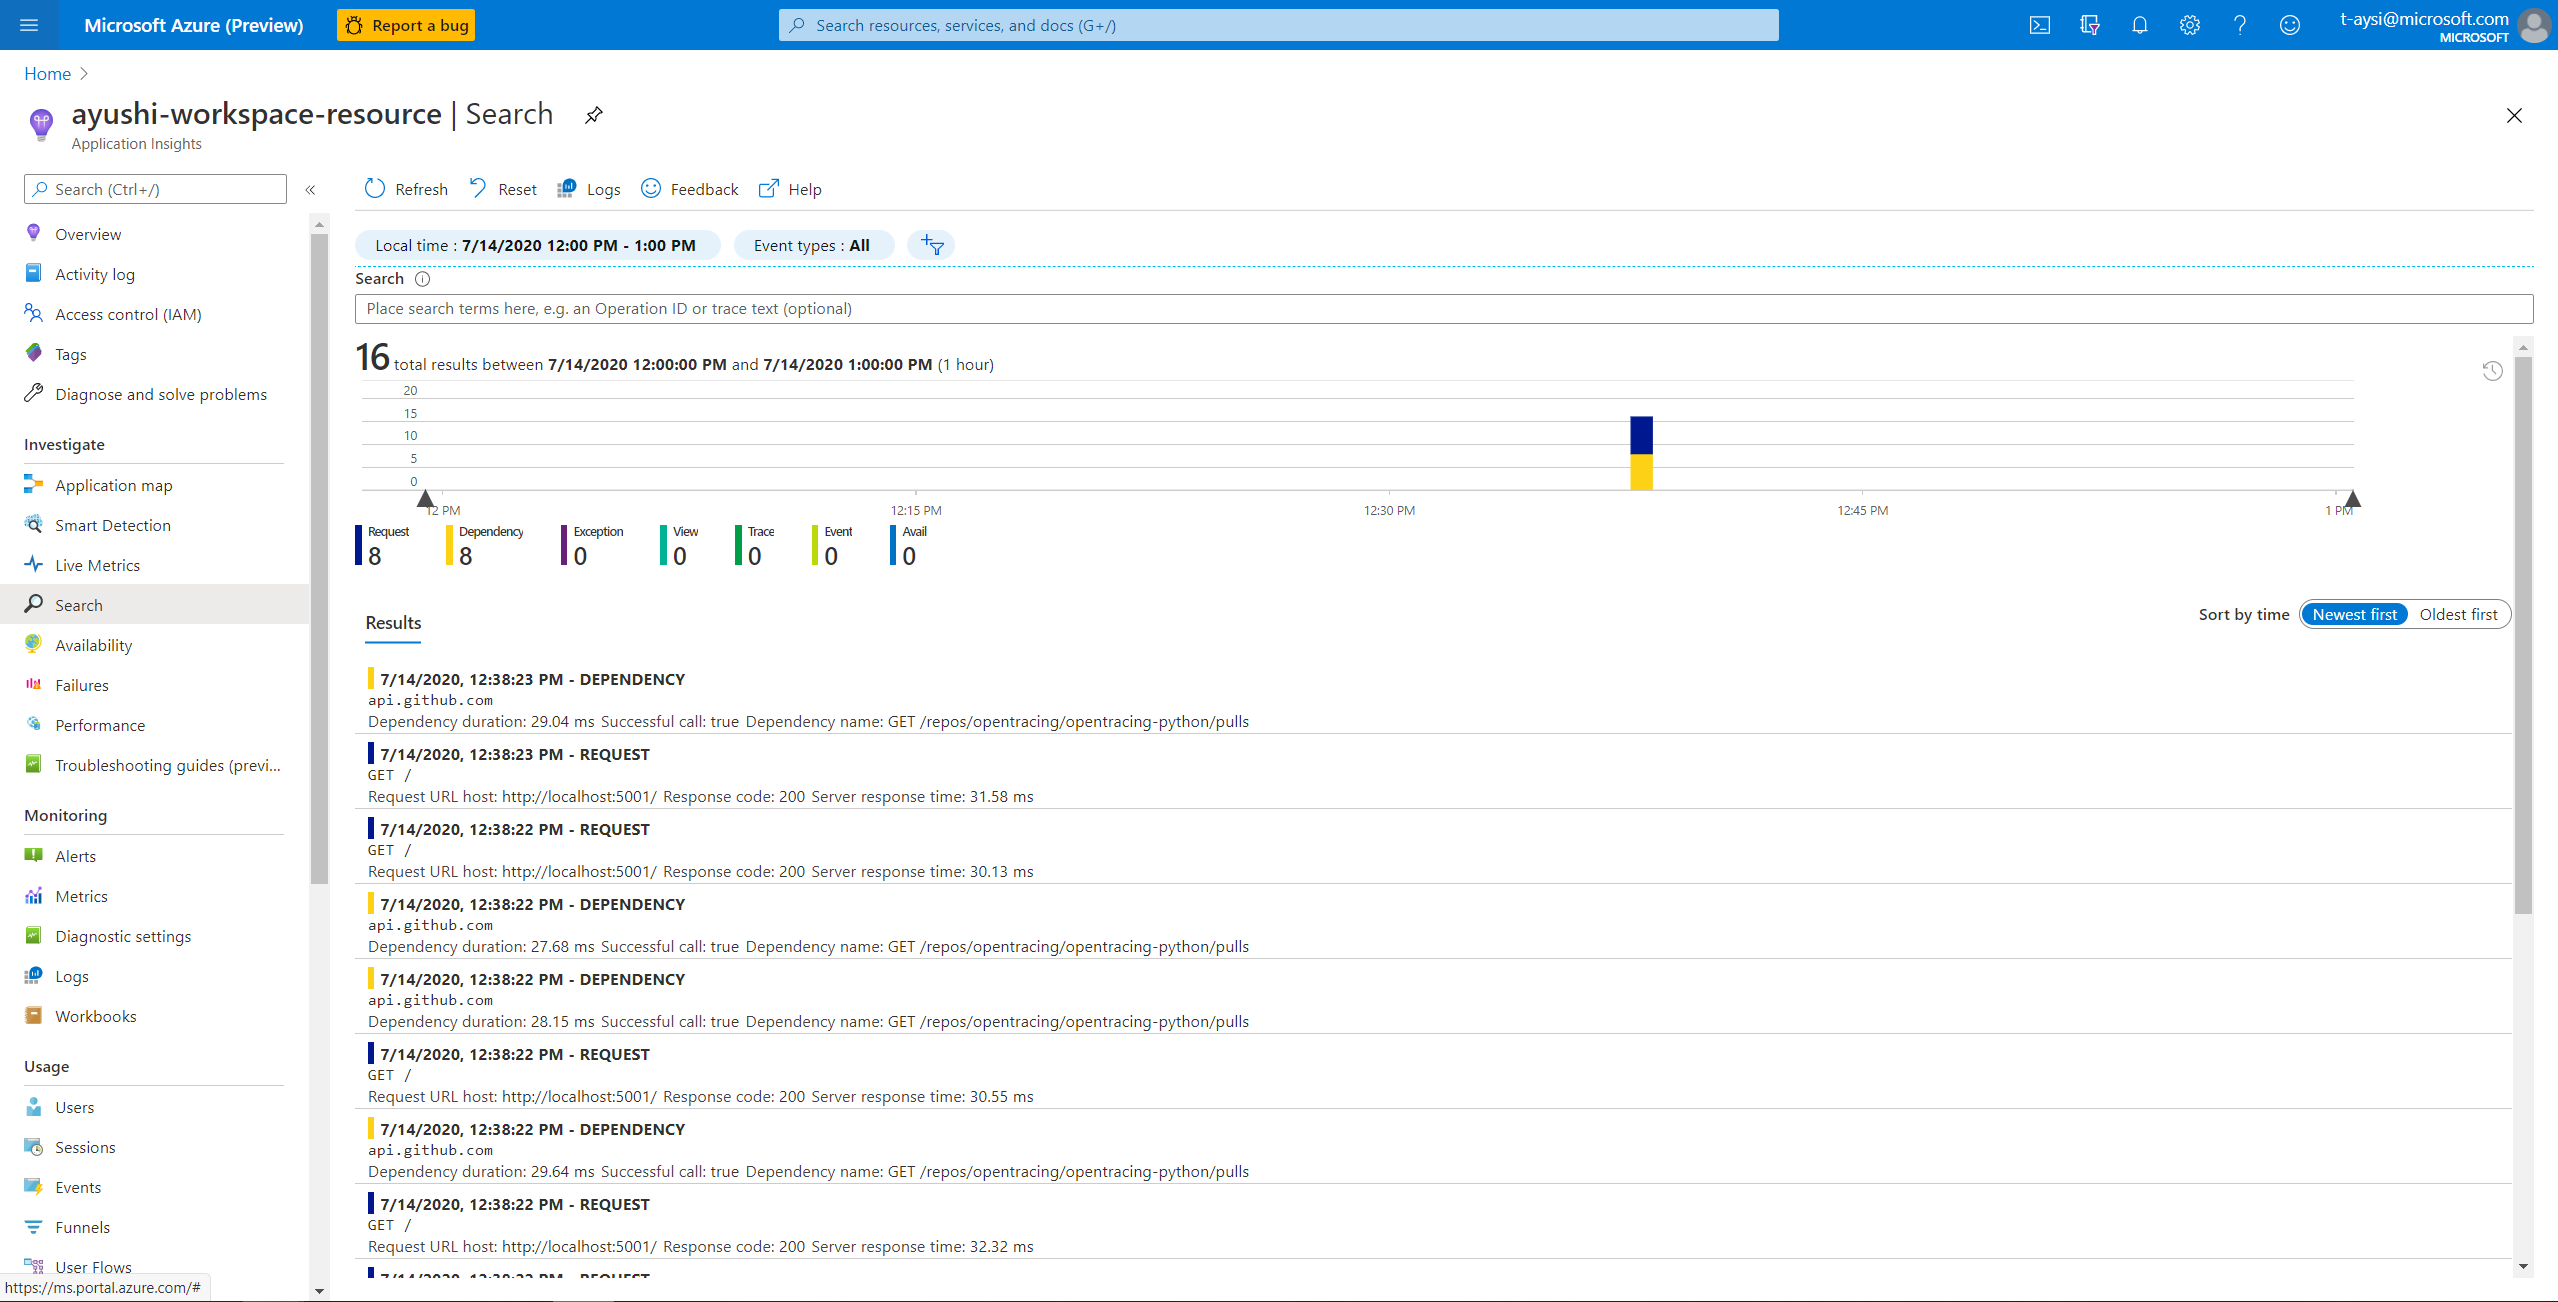 Microsoft Azure (Preview)
Report a bug
Search resources, services, and docs (G+/)
t-aysi@microsoft.com
MICROSOFT
Home
ayushi-workspace-resource | Search
Application Insights
Search (Ctrl+/)
Overview
Activity log
Access control (IAM)
Tags
Diagnose and solve problems
Investigate
Application map
Smart Detection
Live Metrics
Search
Availability
Failures
Performance
Troubleshooting guides (previ...
Monitoring
Alerts
Metrics
Diagnostic settings
Logs
Workbooks
Usage
Users
Sessions
Events
Funnels
User Flows
https://ms.portal.azure.com/#
Refresh
Reset
Logs
Feedback
Help
Local time : 7/14/2020 12:00 PM - 1:00 PM
Event types : All
Search
Place search terms here, e.g. an Operation ID or trace text (optional)
16 total results between 7/14/2020 12:00:00 PM and 7/14/2020 1:00:00 PM (1 hour)
20
15
10
5
0
12 PM
12:15 PM
12:30 PM
12:45 PM
1 PM
Request
8
Dependency
8
Exception
0
View
0
Trace
0
Event
0
Avail
0
Results
Sort by time
Newest first
Oldest first
7/14/2020, 12:38:23 PM - DEPENDENCY
api.github.com
Dependency duration: 29.04 ms Successful call: true Dependency name: GET /repos/opentracing/opentracing-python/pulls
7/14/2020, 12:38:23 PM - REQUEST
GET /
Request URL host: http://localhost:5001/ Response code: 200 Server response time: 31.58 ms
7/14/2020, 12:38:22 PM - REQUEST
GET /
Request URL host: http://localhost:5001/ Response code: 200 Server response time: 30.13 ms
7/14/2020, 12:38:22 PM - DEPENDENCY
api.github.com
Dependency duration: 27.68 ms Successful call: true Dependency name: GET /repos/opentracing/opentracing-python/pulls
7/14/2020, 12:38:22 PM - DEPENDENCY
api.github.com
Dependency duration: 28.15 ms Successful call: true Dependency name: GET /repos/opentracing/opentracing-python/pulls
7/14/2020, 12:38:22 PM - REQUEST
GET /
Request URL host: http://localhost:5001/ Response code: 200 Server response time: 30.55 ms
7/14/2020, 12:38:22 PM - DEPENDENCY
api.github.com
Dependency duration: 29.64 ms Successful call: true Dependency name: GET /repos/opentracing/opentracing-python/pulls
7/14/2020, 12:38:22 PM - REQUEST
GET /
Request URL host: http://localhost:5001/ Response code: 200 Server response time: 32.32 ms
7/14/2020, 12:38:22 PM - REQUEST